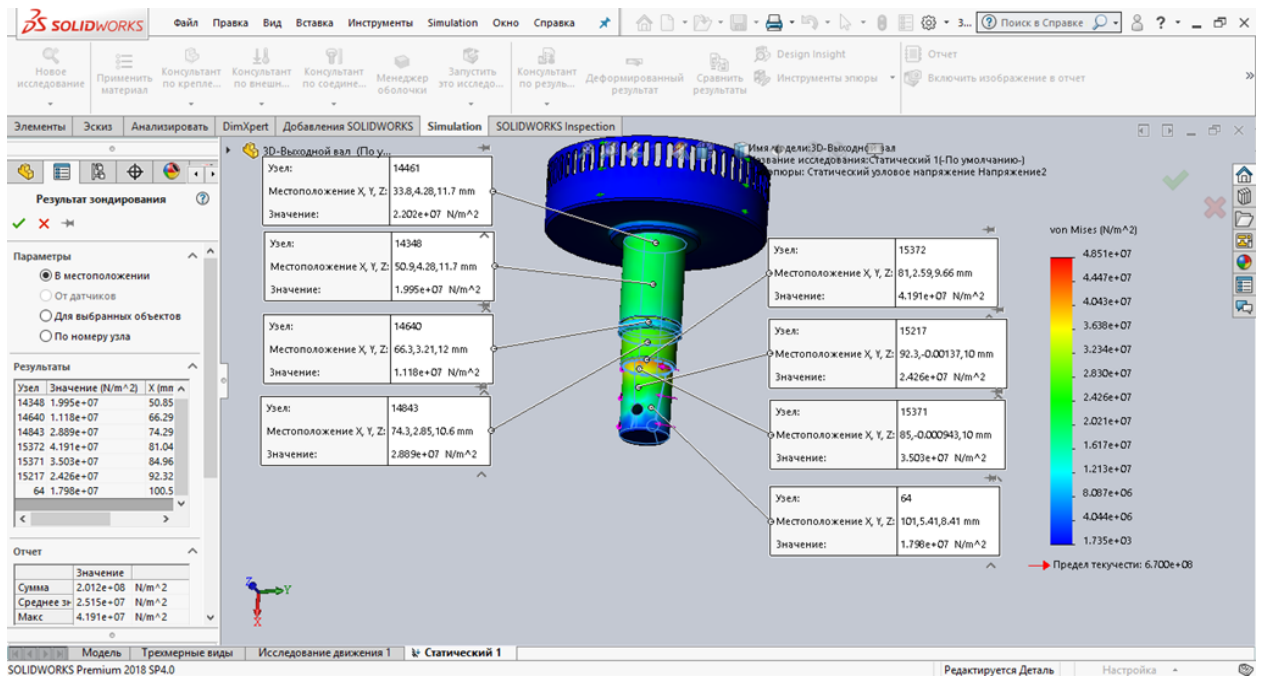 SOLIDWORKS
Файл Правка Вид Вставка Инструменты Simulation Окно Справка
З... Поиск в Справке
Новое исследование
Применить материал
Консультант по крепле...
Консультант по внешн...
Консультант по соедине...
Менеджер оболочки
Запустить это исследо...
Консультант по резуль...
Деформированный результат
Сравнить результаты
Design Insight
Инструменты эпюры
Отчет
Включить изображение в отчет
Элементы Эскиз Анализировать DimXpert Добавления SOLIDWORKS Simulation SOLIDWORKS Inspection
3D-Выходной вал (По у...
Название исследования:Статический 1(-По умолчанию-)
Статический узловое напряжение Напряжение2
Результат зондирования
Параметры
В местоположении
От датчиков
Для выбранных объектов
По номеру узла
Результаты
Узел Значение (N/m^2) X (mm
14348 1.995e+07 50.85
14640 1.118e+07 66.29
14843 2.889e+07 74.29
15372 4.191e+07 81.04
15371 3.503e+07 84.96
15217 2.426e+07 92.32
64 1.798e+07 100.5
Отчет
Значение
Сумма 2.012e+08 N/m^2
Среднее зн 2.515e+07 N/m^2
Макс 4.191e+07 N/m^2
Узел: 14461
Местоположение X, Y, Z: 33.8,4.28,11.7 mm
Значение: 2.202e+07 N/m^2
Узел: 14348
Местоположение X, Y, Z: 50.9,4.28,11.7 mm
Значение: 1.995e+07 N/m^2
Узел: 14640
Местоположение X, Y, Z: 66.3,3.21,12 mm
Значение: 1.118e+07 N/m^2
Узел: 14843
Местоположение X, Y, Z: 74.3,2.85,10.6 mm
Значение: 2.889e+07 N/m^2
Узел: 15372
Местоположение X, Y, Z: 81,2.59,9.66 mm
Значение: 4.191e+07 N/m^2
Узел: 15217
Местоположение X, Y, Z: 92.3,-0.00137,10 mm
Значение: 2.426e+07 N/m^2
Узел: 15371
Местоположение X, Y, Z: 85,-0.000943,10 mm
Значение: 3.503e+07 N/m^2
Узел: 64
Местоположение X, Y, Z: 101,5.41,8.41 mm
Значение: 1.798e+07 N/m^2
von Mises (N/m^2)
4.851e+07
4.447e+07
4.043e+07
3.638e+07
3.234e+07
2.830e+07
2.426e+07
2.021e+07
1.617e+07
1.213e+07
8.087e+06
4.044e+06
1.735e+03
Предел текучести: 6.700e+08
Z
Y
X
Модель Трехмерные виды Исследование движения 1 Статический 1
SOLIDWORKS Premium 2018 SP4.0
Редактируется Деталь Настройка